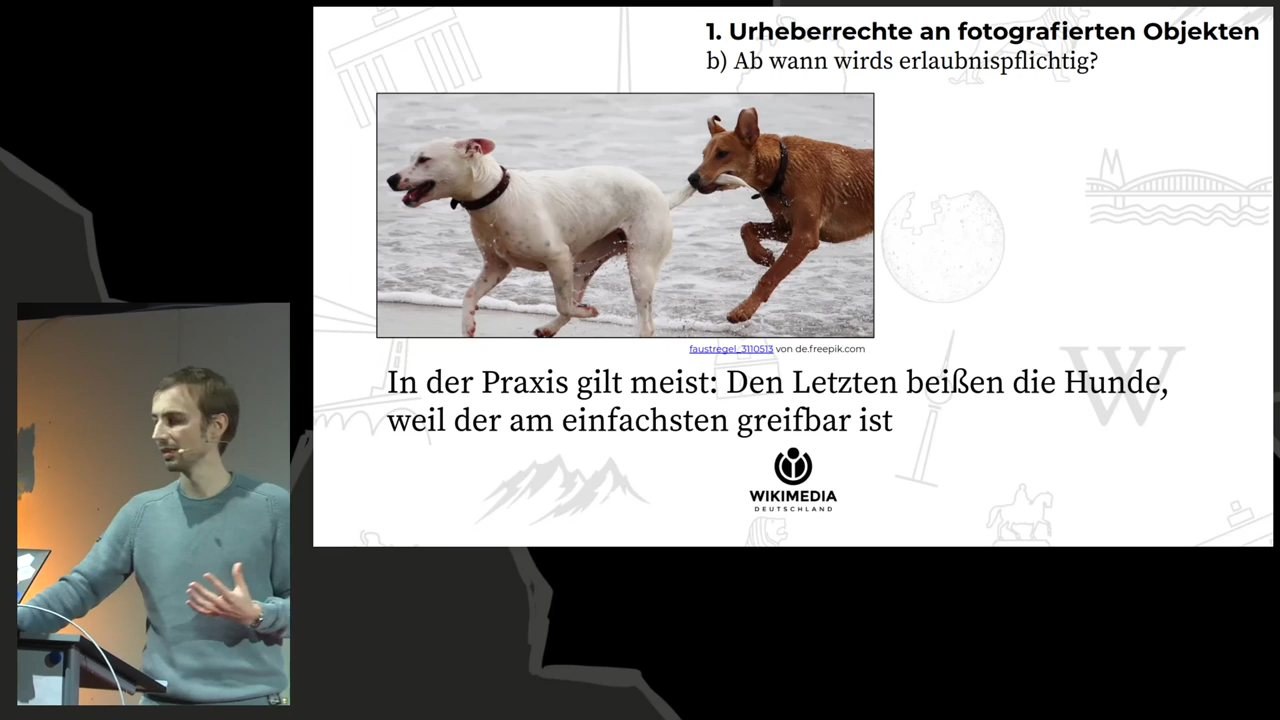 1. Urheberrechte an fotografierten Objekten
b) Ab wann wirds erlaubnispflichtig?
faustregel_3110513 von de.freepik.com
In der Praxis gilt meist: Den Letzten beißen die Hunde,
weil der am einfachsten greifbar ist
W
WIKIMEDIA
DEUTSCHLAND